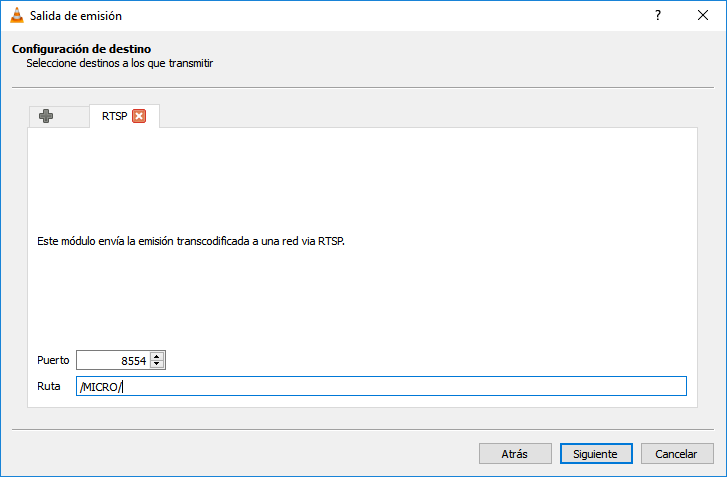 Salida de emisión
?
Configuración de destino
Seleccione destinos a los que transmitir
RTSP
Este módulo envía la emisión transcodificada a una red via RTSP.
Puerto 8554
Ruta /MICRO/
Atrás Siguiente Cancelar